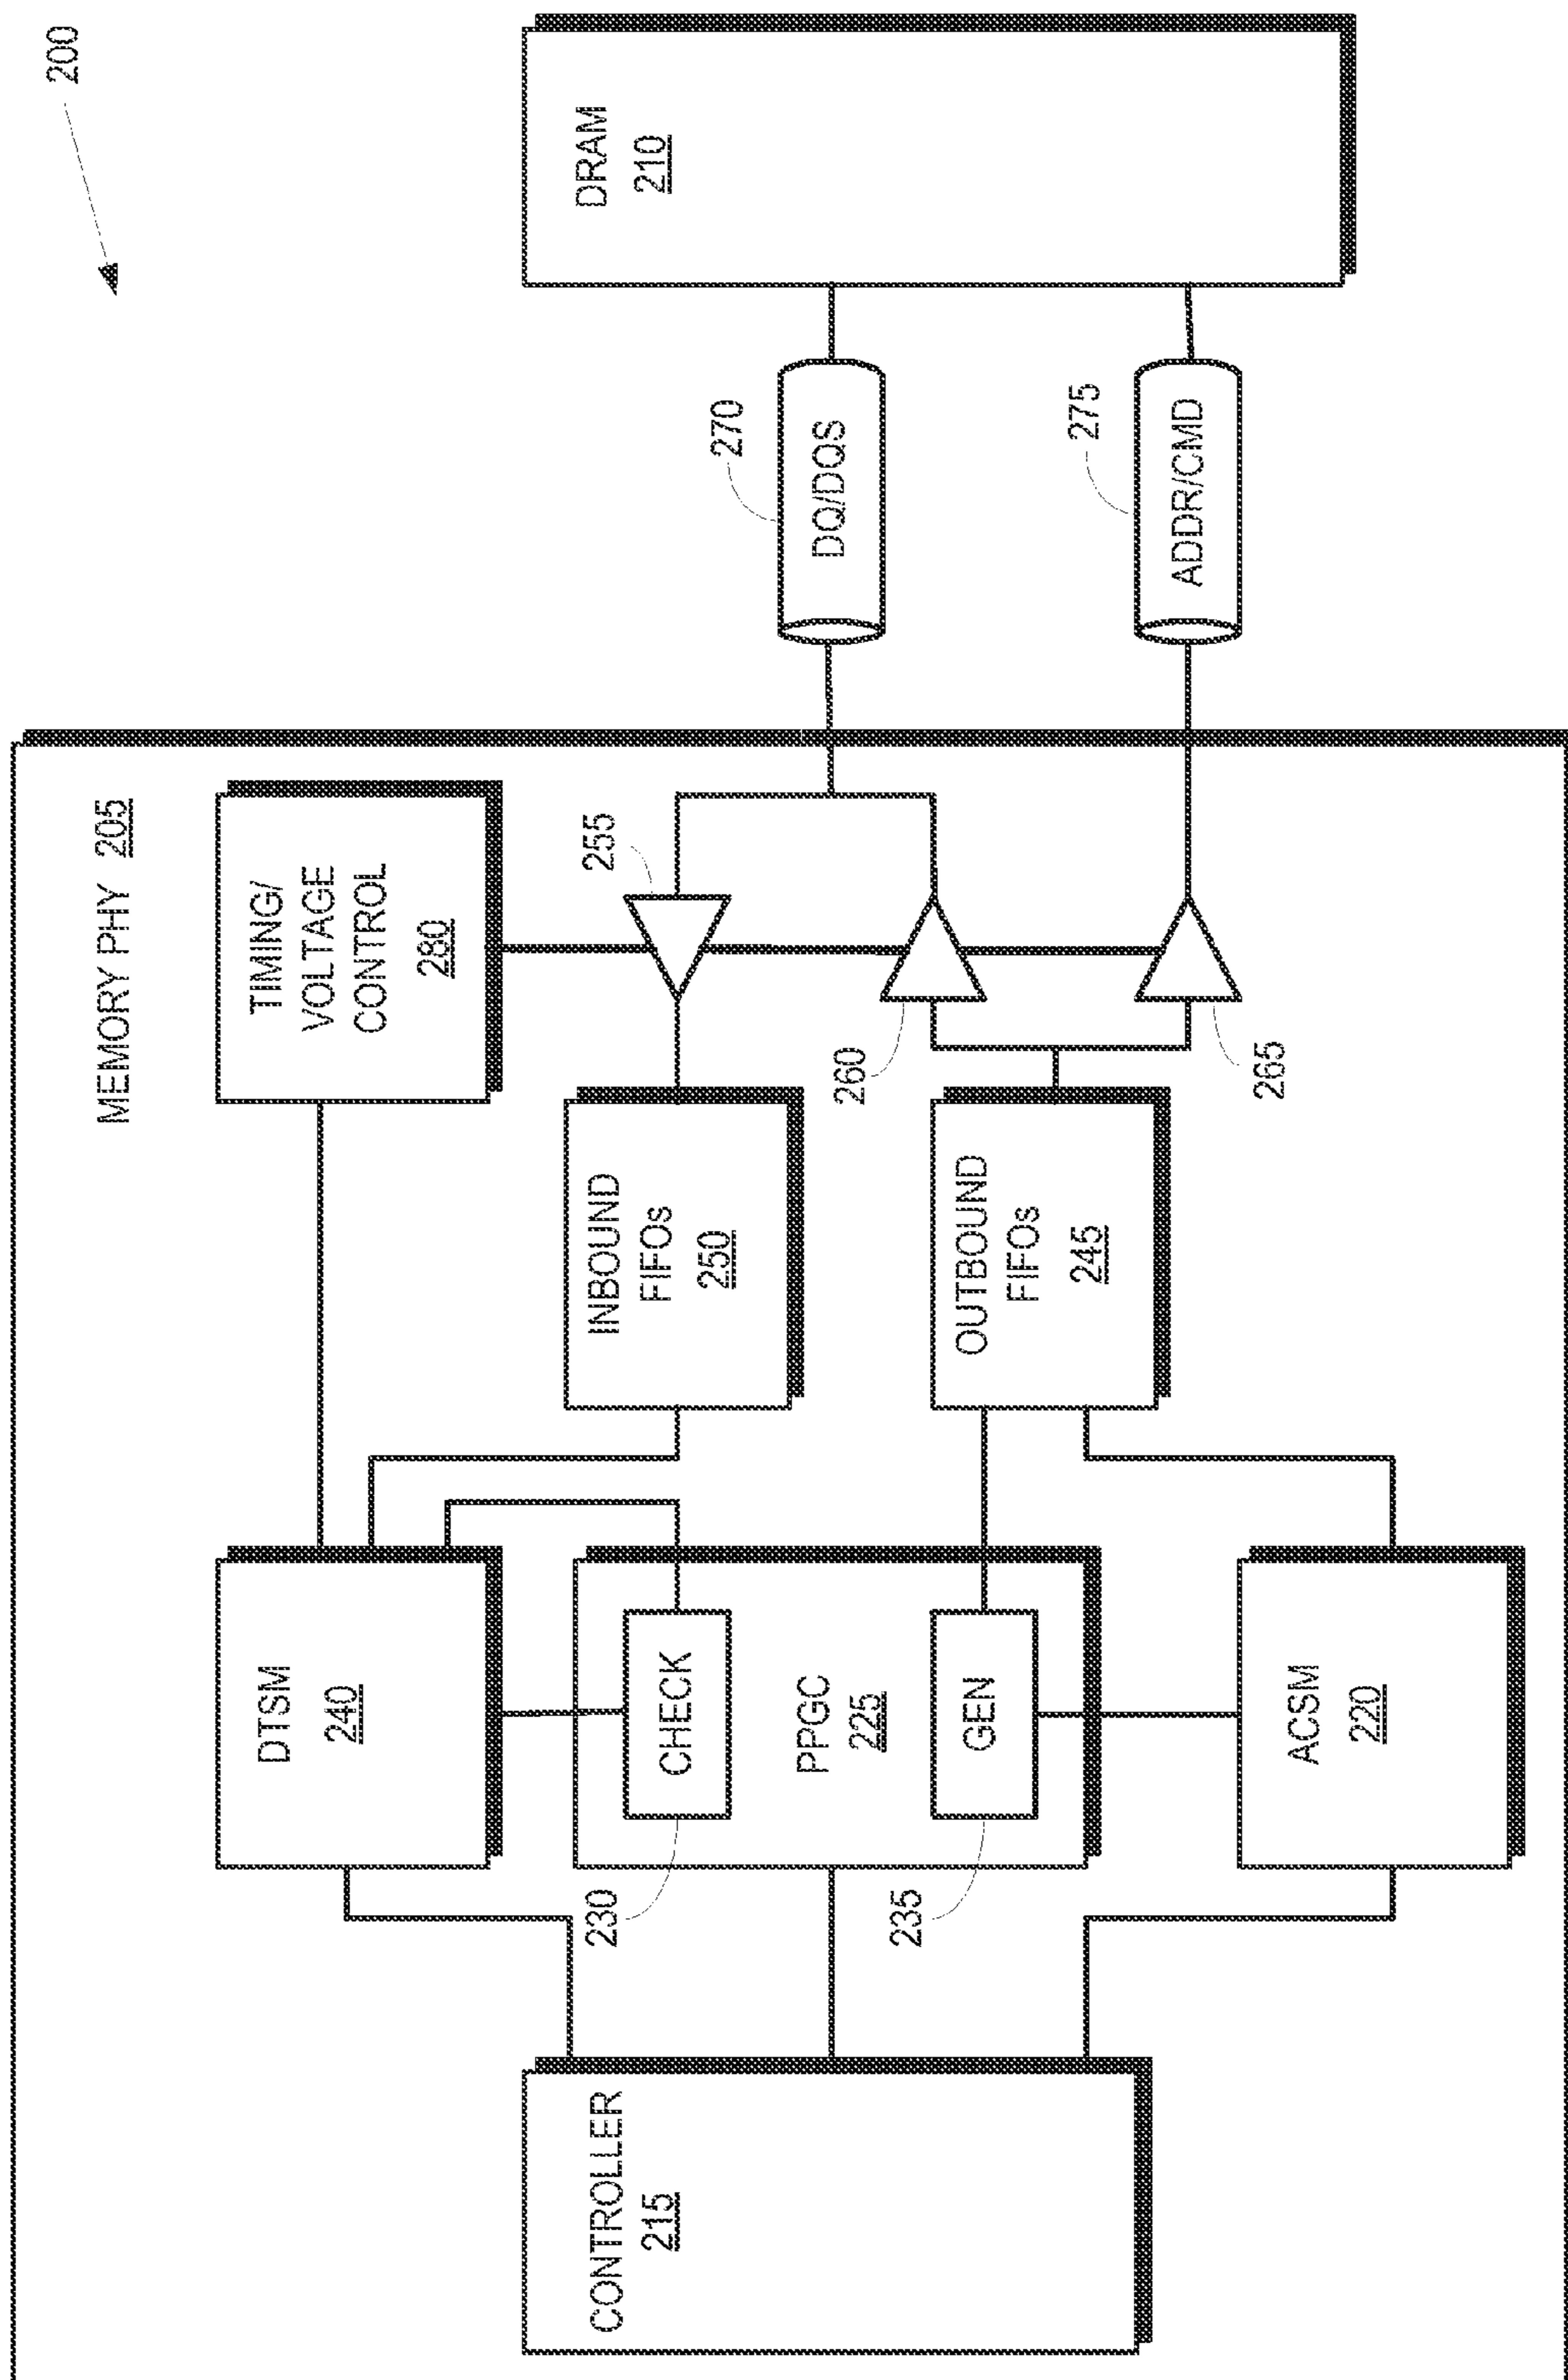 200
MEMORY PHY 205
CONTROLLER
215
DTSM
240
CHECK
230
PPGC
225
GEN
235
ACSM
220
TIMING/
VOLTAGE
CONTROL
280
INBOUND
FIFOs
250
OUTBOUND
FIFOs
245
255
260
265
DQ/DQS
270
ADDR/CMD
275
DRAM
210